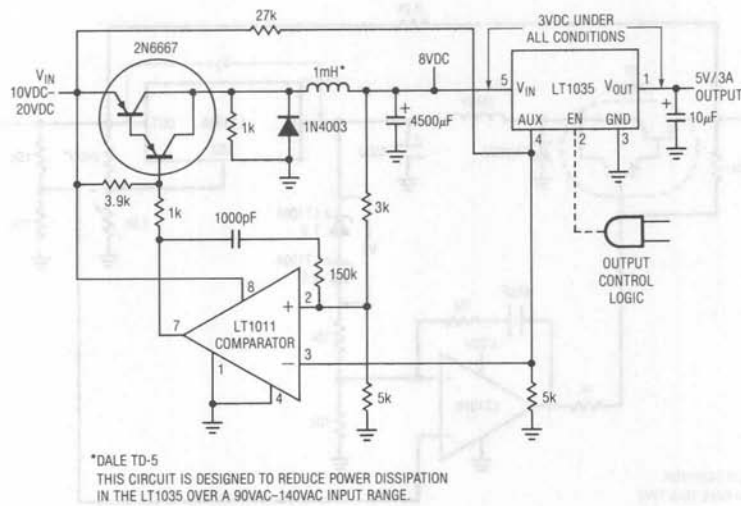 27k
3VDC UNDER
ALL CONDITIONS
2N6667
8VDC
1mH*
VIN
10VDC–
20VDC
5
VIN
LT1035
VOUT
1
5V/3A
OUTPUT
AUX
EN
GND
4
2
3
+
10µF
1k
1N4003
+
4500µF
3.9k
1k
1000pF
3k
150k
OUTPUT
CONTROL
LOGIC
8
+
2
7
LT1011
COMPARATOR
–
3
1
4
5k
5k
*DALE TD-5
THIS CIRCUIT IS DESIGNED TO REDUCE POWER DISSIPATION
IN THE LT1035 OVER A 90VAC–140VAC INPUT RANGE.